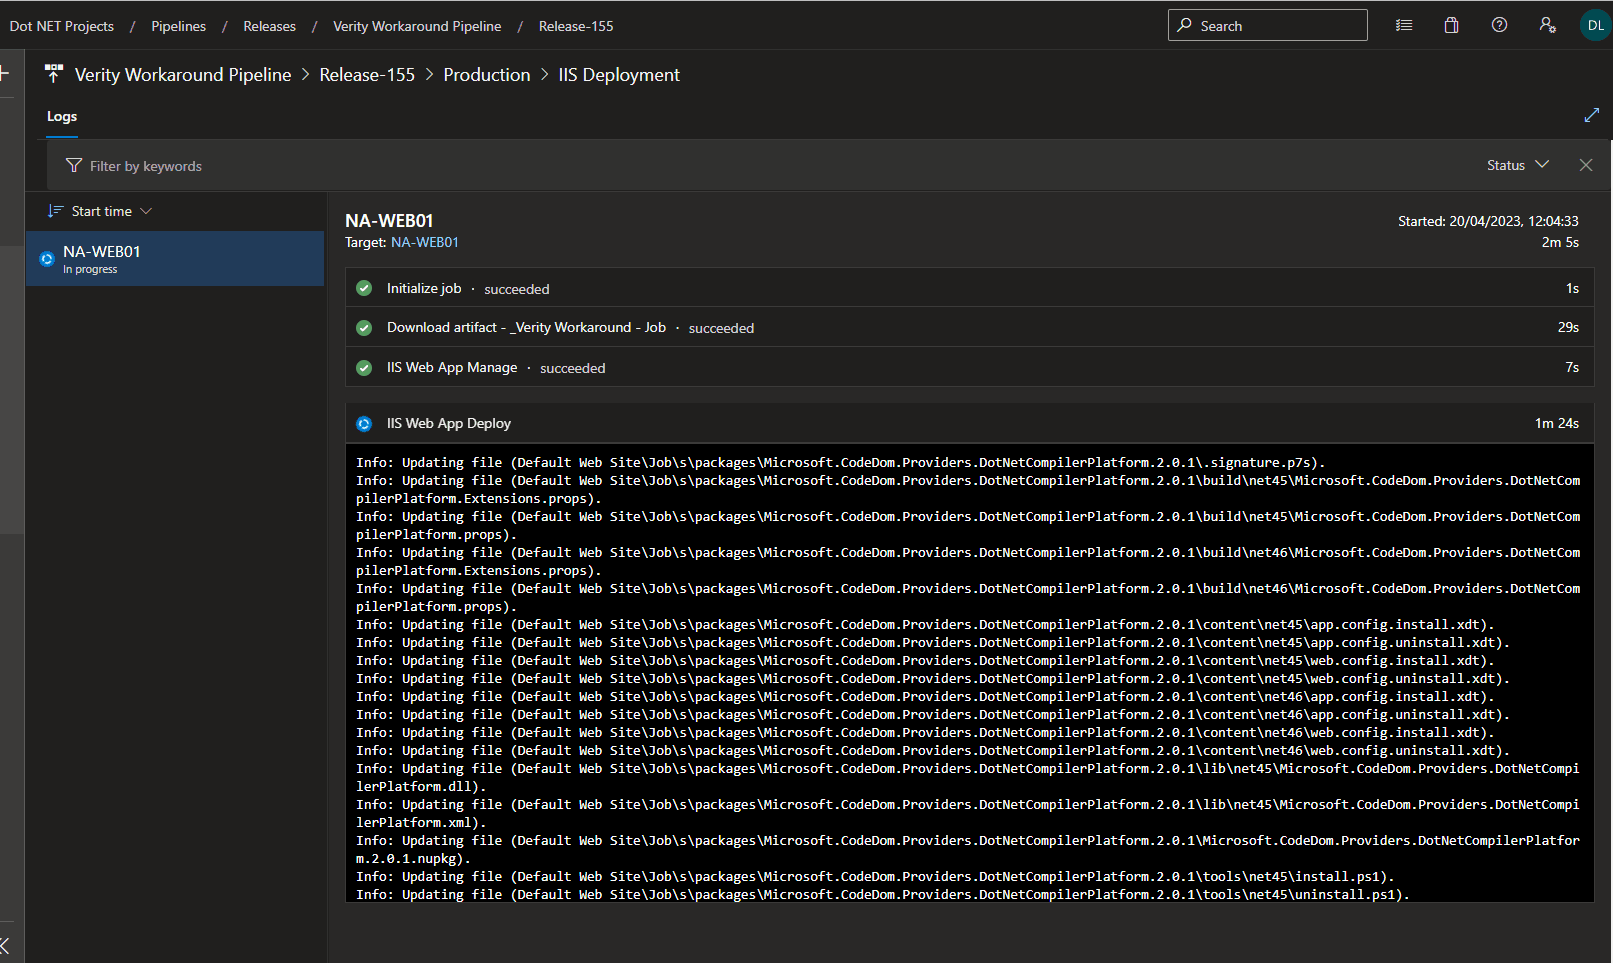 Dot NET Projects / Pipelines / Releases / Verity Workaround Pipeline / Release-155
Search
DL
Verity Workaround Pipeline > Release-155 > Production > IIS Deployment
Logs
Filter by keywords
Status
Start time
NA-WEB01
In progress
NA-WEB01
Target: NA-WEB01
Started: 20/04/2023, 12:04:33
2m 5s
Initialize job · succeeded 1s
Download artifact - _Verity Workaround - Job · succeeded 29s
IIS Web App Manage · succeeded 7s
IIS Web App Deploy 1m 24s
Info: Updating file (Default Web Site\Job\s\packages\Microsoft.CodeDom.Providers.DotNetCompilerPlatform.2.0.1\.signature.p7s).
Info: Updating file (Default Web Site\Job\s\packages\Microsoft.CodeDom.Providers.DotNetCompilerPlatform.2.0.1\build\net45\Microsoft.CodeDom.Providers.DotNetCom
pilerPlatform.Extensions.props).
Info: Updating file (Default Web Site\Job\s\packages\Microsoft.CodeDom.Providers.DotNetCompilerPlatform.2.0.1\build\net45\Microsoft.CodeDom.Providers.DotNetCom
pilerPlatform.props).
Info: Updating file (Default Web Site\Job\s\packages\Microsoft.CodeDom.Providers.DotNetCompilerPlatform.2.0.1\build\net46\Microsoft.CodeDom.Providers.DotNetCom
pilerPlatform.Extensions.props).
Info: Updating file (Default Web Site\Job\s\packages\Microsoft.CodeDom.Providers.DotNetCompilerPlatform.2.0.1\build\net46\Microsoft.CodeDom.Providers.DotNetCom
pilerPlatform.props).
Info: Updating file (Default Web Site\Job\s\packages\Microsoft.CodeDom.Providers.DotNetCompilerPlatform.2.0.1\content\net45\app.config.install.xdt).
Info: Updating file (Default Web Site\Job\s\packages\Microsoft.CodeDom.Providers.DotNetCompilerPlatform.2.0.1\content\net45\app.config.uninstall.xdt).
Info: Updating file (Default Web Site\Job\s\packages\Microsoft.CodeDom.Providers.DotNetCompilerPlatform.2.0.1\content\net45\web.config.install.xdt).
Info: Updating file (Default Web Site\Job\s\packages\Microsoft.CodeDom.Providers.DotNetCompilerPlatform.2.0.1\content\net45\web.config.uninstall.xdt).
Info: Updating file (Default Web Site\Job\s\packages\Microsoft.CodeDom.Providers.DotNetCompilerPlatform.2.0.1\content\net46\app.config.install.xdt).
Info: Updating file (Default Web Site\Job\s\packages\Microsoft.CodeDom.Providers.DotNetCompilerPlatform.2.0.1\content\net46\app.config.uninstall.xdt).
Info: Updating file (Default Web Site\Job\s\packages\Microsoft.CodeDom.Providers.DotNetCompilerPlatform.2.0.1\content\net46\web.config.install.xdt).
Info: Updating file (Default Web Site\Job\s\packages\Microsoft.CodeDom.Providers.DotNetCompilerPlatform.2.0.1\content\net46\web.config.uninstall.xdt).
Info: Updating file (Default Web Site\Job\s\packages\Microsoft.CodeDom.Providers.DotNetCompilerPlatform.2.0.1\lib\net45\Microsoft.CodeDom.Providers.DotNetCompi
lerPlatform.dll).
Info: Updating file (Default Web Site\Job\s\packages\Microsoft.CodeDom.Providers.DotNetCompilerPlatform.2.0.1\lib\net45\Microsoft.CodeDom.Providers.DotNetCompi
lerPlatform.xml).
Info: Updating file (Default Web Site\Job\s\packages\Microsoft.CodeDom.Providers.DotNetCompilerPlatform.2.0.1\Microsoft.CodeDom.Providers.DotNetCompilerPlatfor
m.2.0.1.nupkg).
Info: Updating file (Default Web Site\Job\s\packages\Microsoft.CodeDom.Providers.DotNetCompilerPlatform.2.0.1\tools\net45\install.ps1).
Info: Updating file (Default Web Site\Job\s\packages\Microsoft.CodeDom.Providers.DotNetCompilerPlatform.2.0.1\tools\net45\uninstall.ps1).